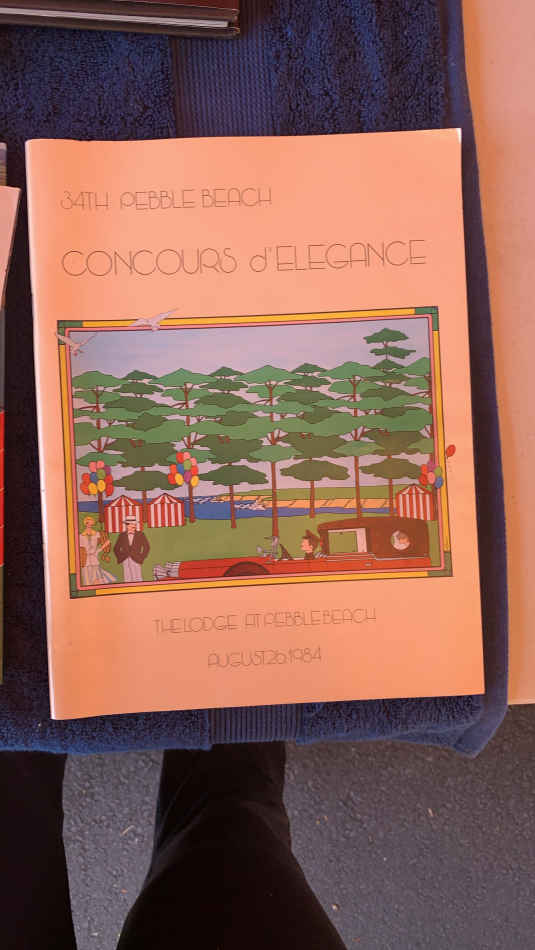 34TH PEBBLE BEACH
CONCOURS d'ELEGANCE
THE LODGE AT PEBBLE BEACH
AUGUST 26, 1984